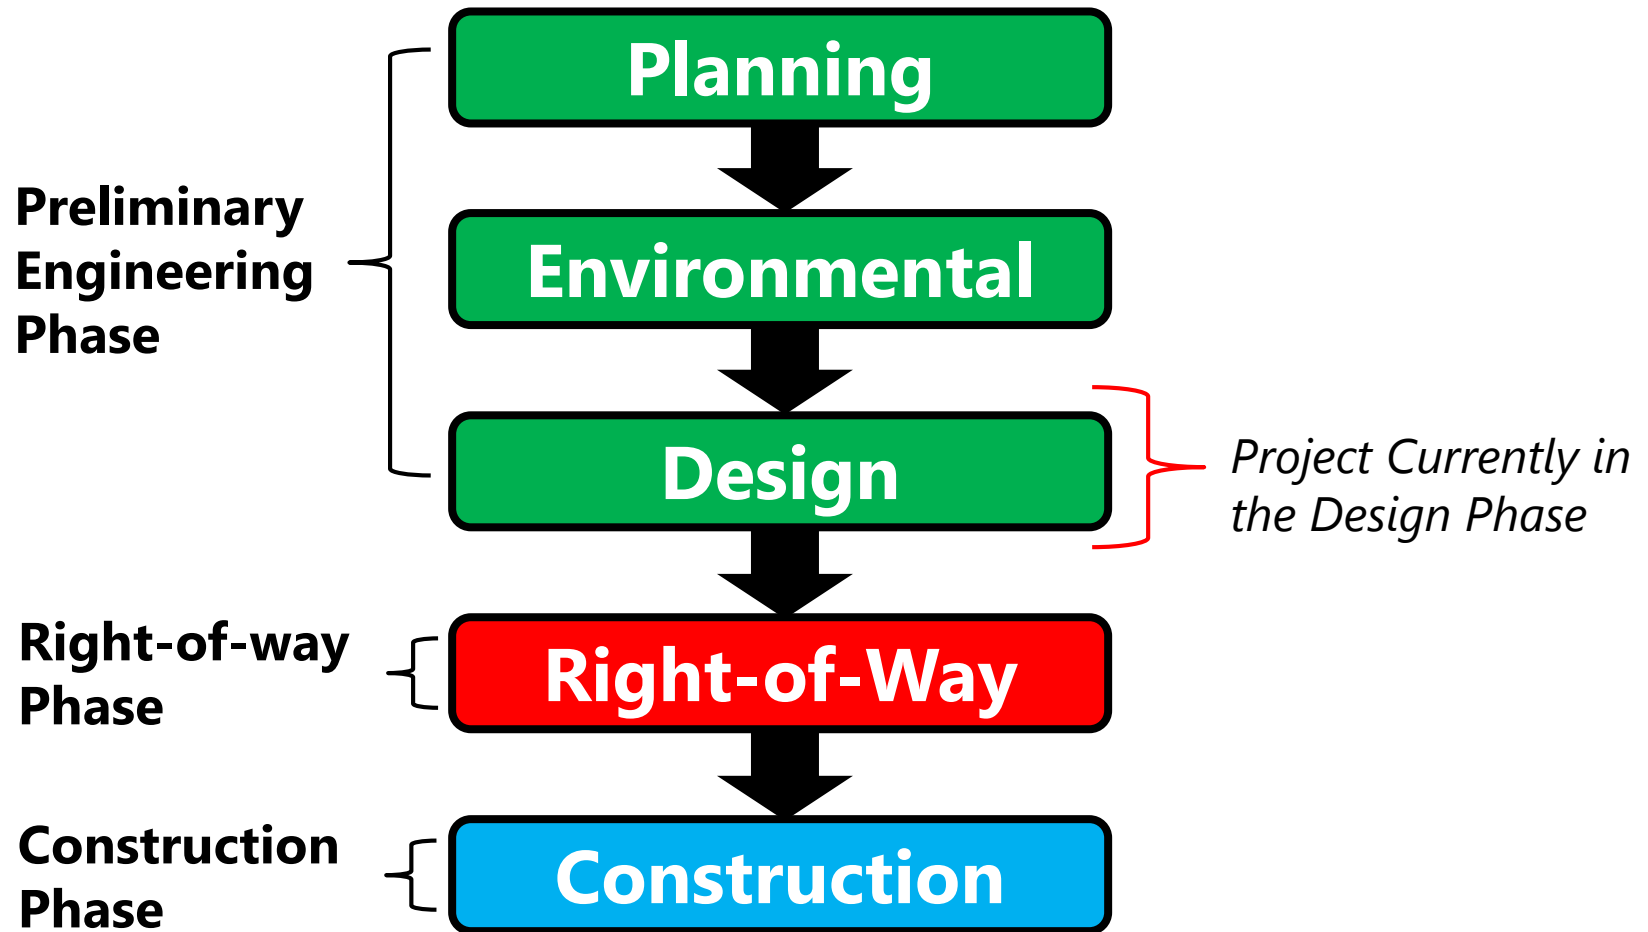 Planning
Preliminary
Engineering
Phase
Environmental
Design
Project Currently in
the Design Phase
Right-of-way
Phase
Right-of-Way
Construction
Phase
Construction